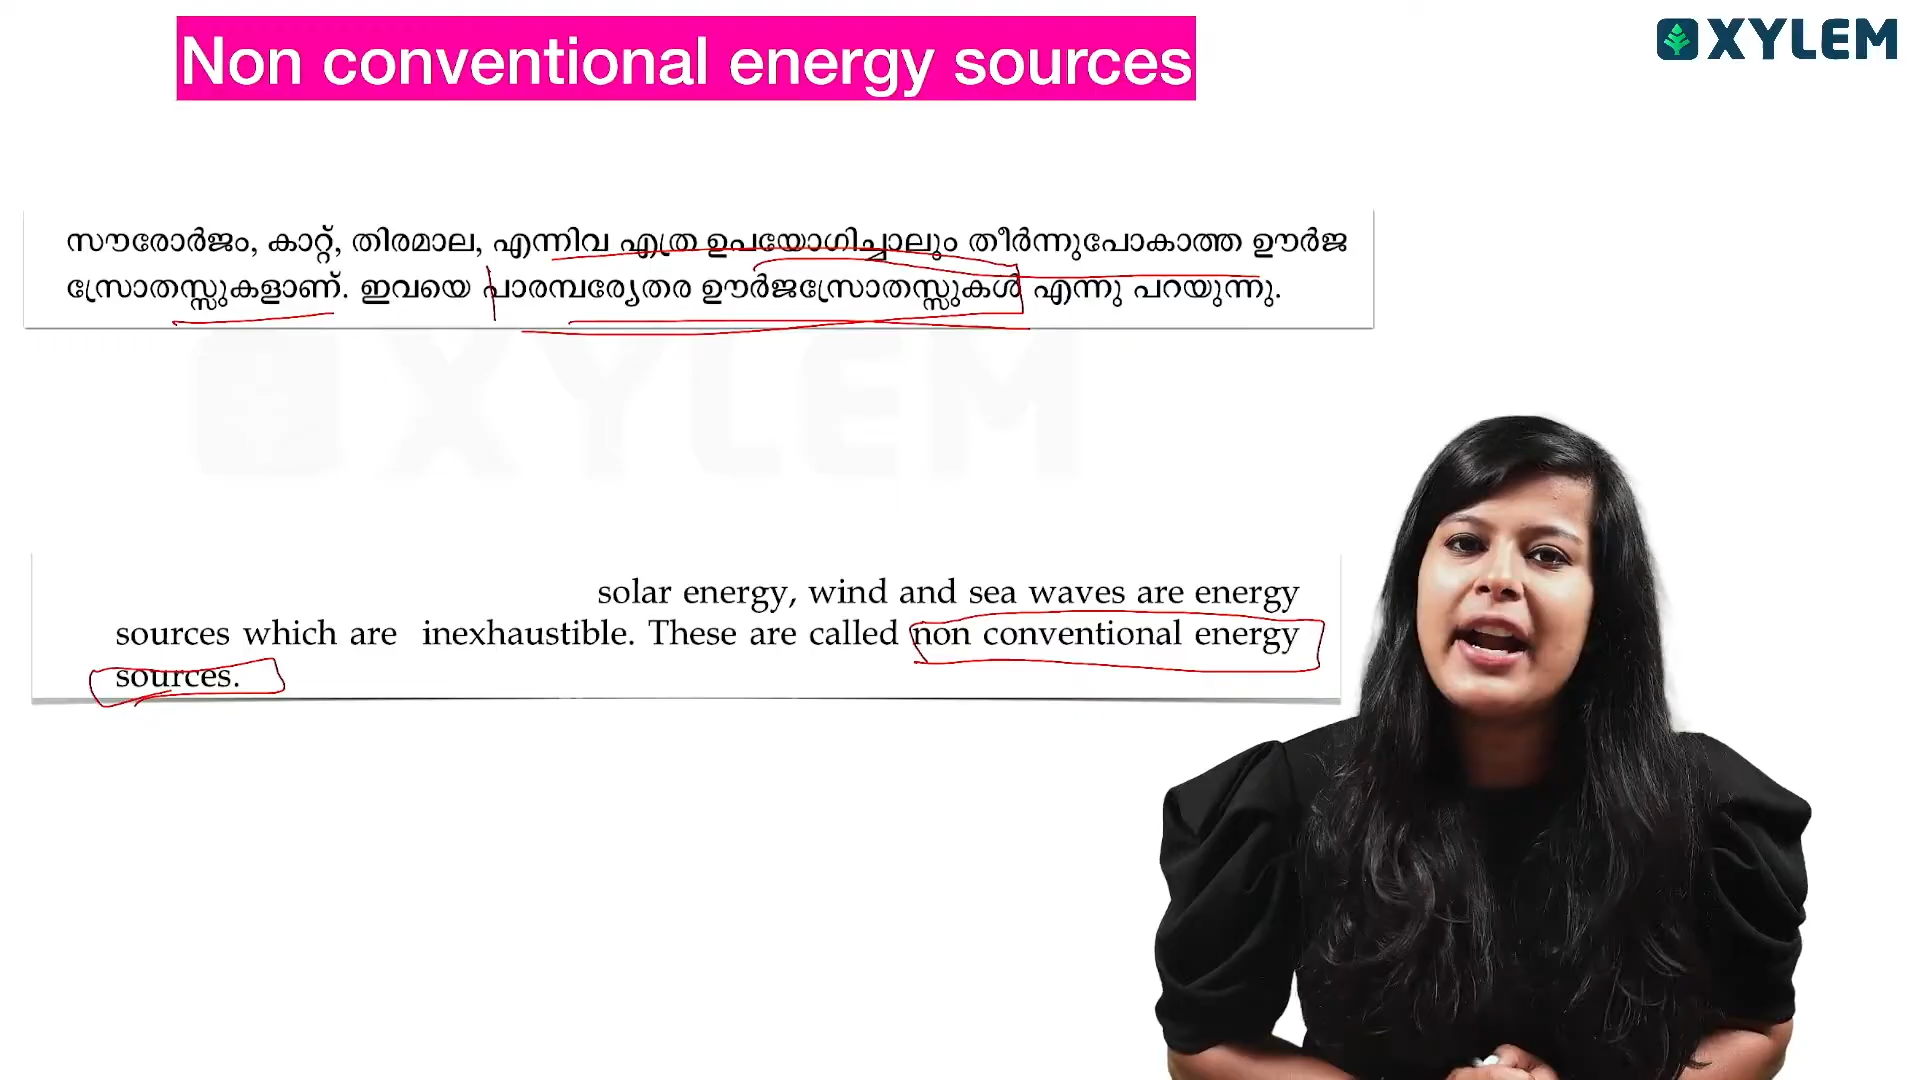 Non conventional energy sources
XYLEM
സൗരോർജം, കാറ്റ്, തിരമാല, എന്നിവ എത്ര ഉപയോഗിച്ചാലും തീർന്നുപോകാത്ത ഊർജ
സ്രോതസ്സുകളാണ്. ഇവയെ പാരമ്പര്യേതര ഊർജസ്രോതസ്സുകൾ എന്നു പറയുന്നു.
XYLEM
solar energy, wind and sea waves are energy
sources which are inexhaustible. These are called non conventional energy
sources.